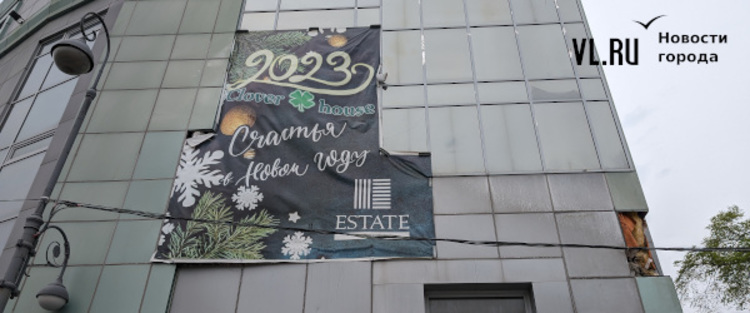 2023
Clover house
Счастья
в Новом году
ESTATE
VL.RU Новости
города